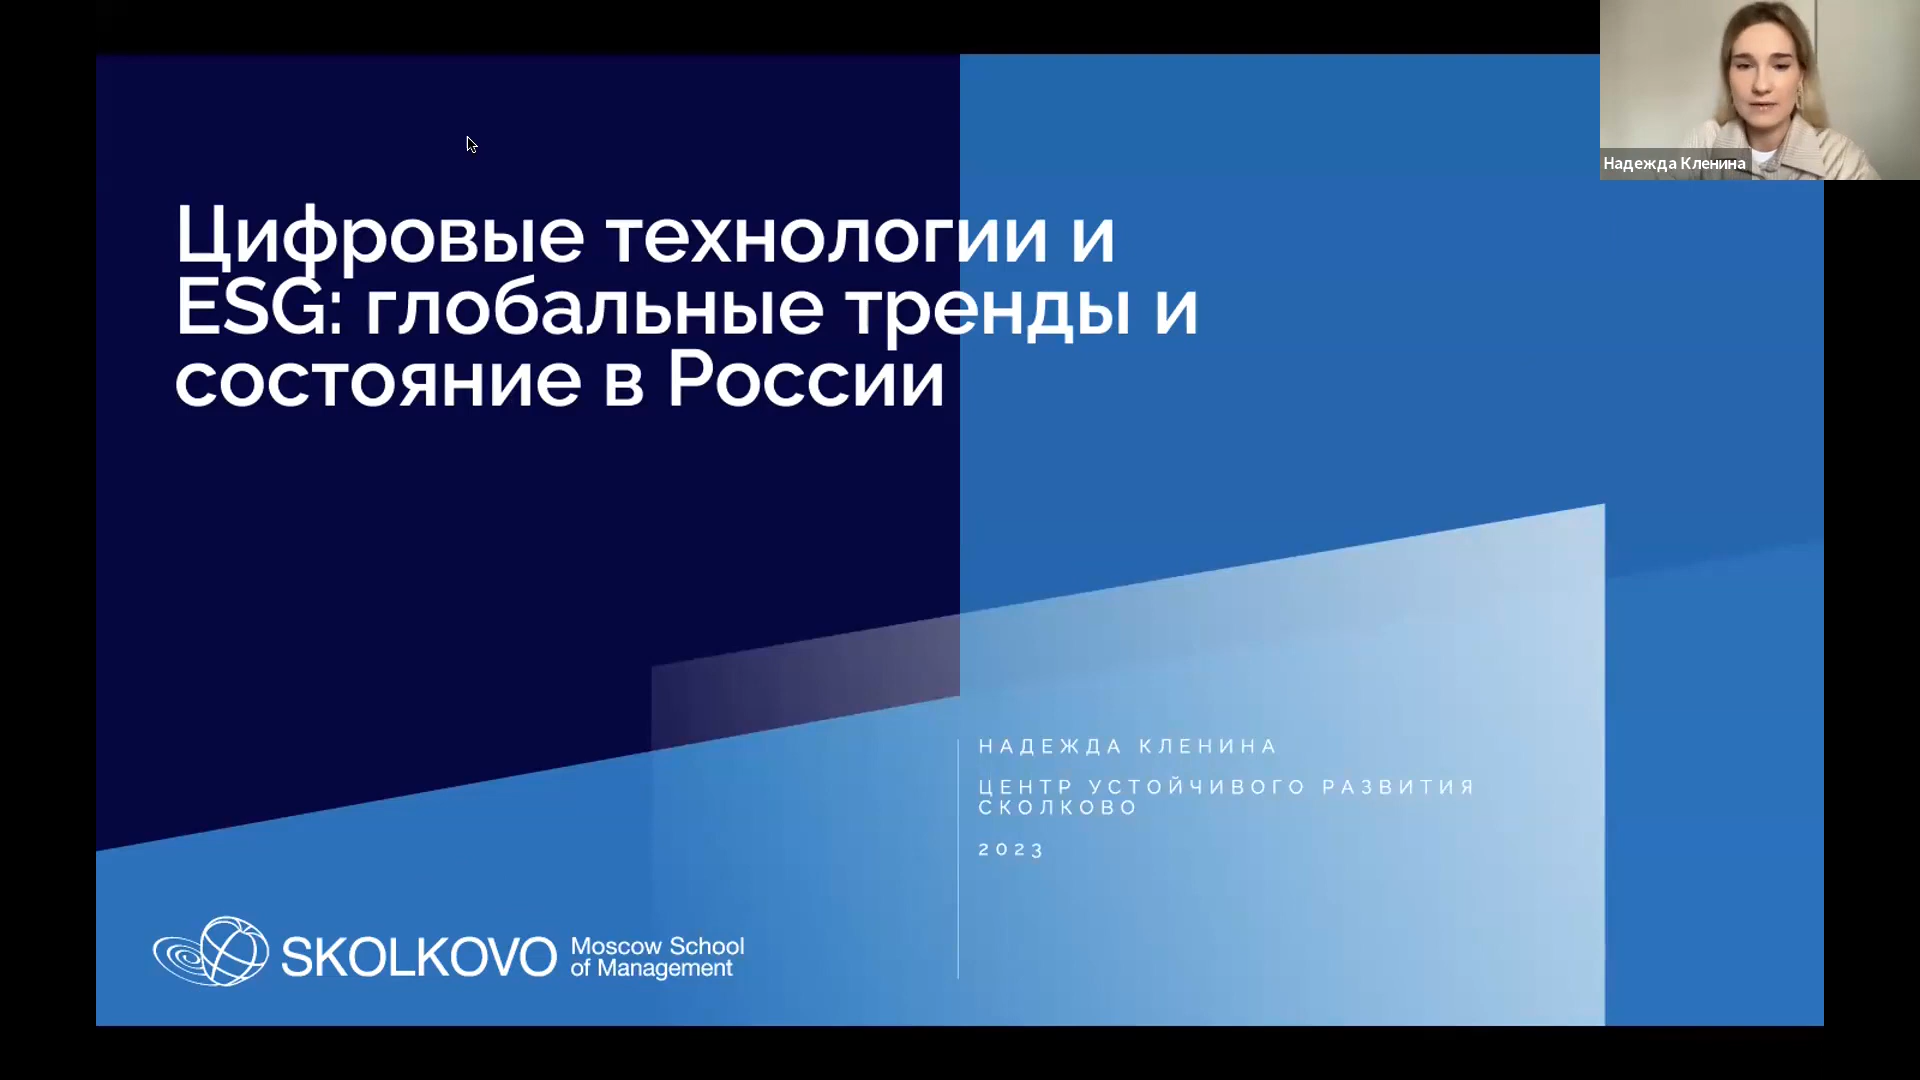 Надежда Кленина
Цифровые технологии и
ESG: глобальные тренды и
состояние в России
НАДЕЖДА КЛЕНИНА
ЦЕНТР УСТОЙЧИВОГО РАЗВИТИЯ
СКОЛКОВО
2023
SKOLKOVO
Moscow School
of Management